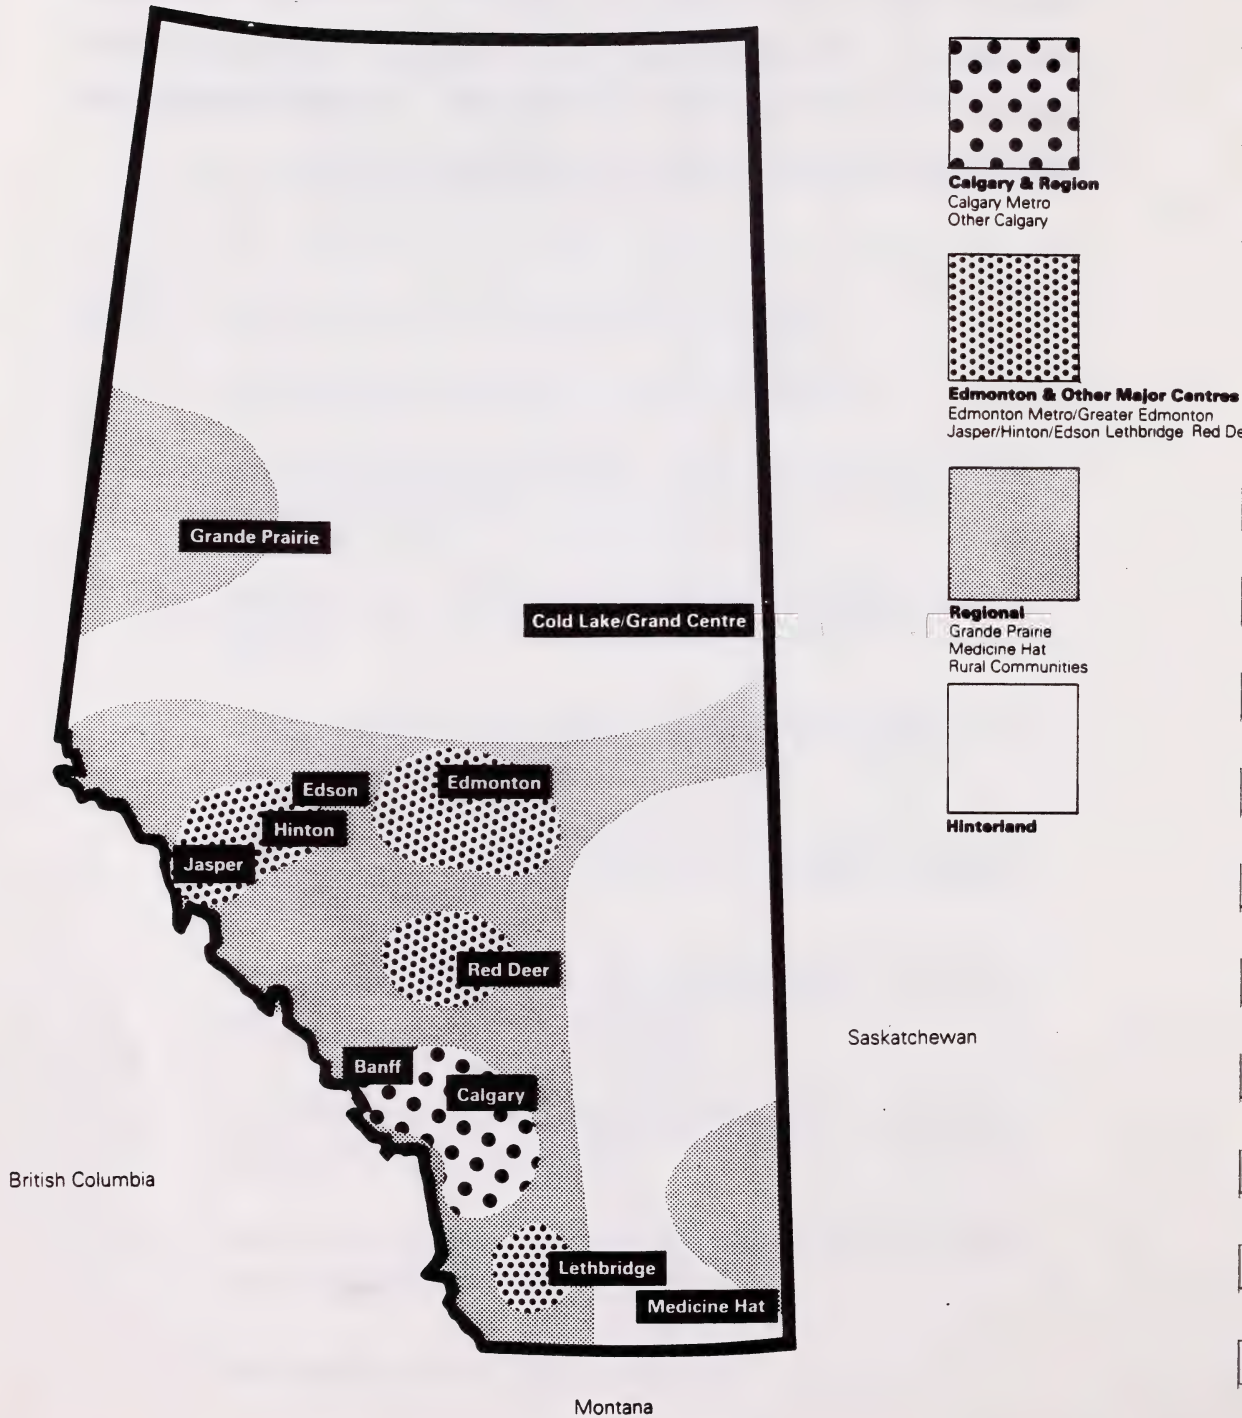 Calgary & Region
Calgary Metro
Other Calgary
Edmonton & Other Major Centres
Edmonton Metro/Greater Edmonton
Jasper/Hinton/Edson Lethbridge Red De
Regional
Grande Prairie
Medicine Hat
Rural Communities
Hinterland
Grande Prairie
Cold Lake/Grand Centre
Edson
Edmonton
Hinton
Jasper
Red Deer
Banff
Calgary
Lethbridge
Medicine Hat
Saskatchewan
British Columbia
Montana